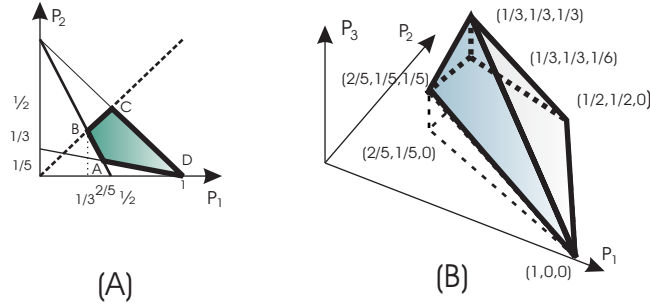 P₂
½
1/3
1/5
B
C
A
D
1
1/3
2/5
½
P₁
(A)
P₃
P₂
(1/3,1/3,1/3)
(1/3,1/3,1/6)
(2/5,1/5,1/5)
(1/2,1/2,0)
(2/5,1/5,0)
P₁
(1,0,0)
(B)